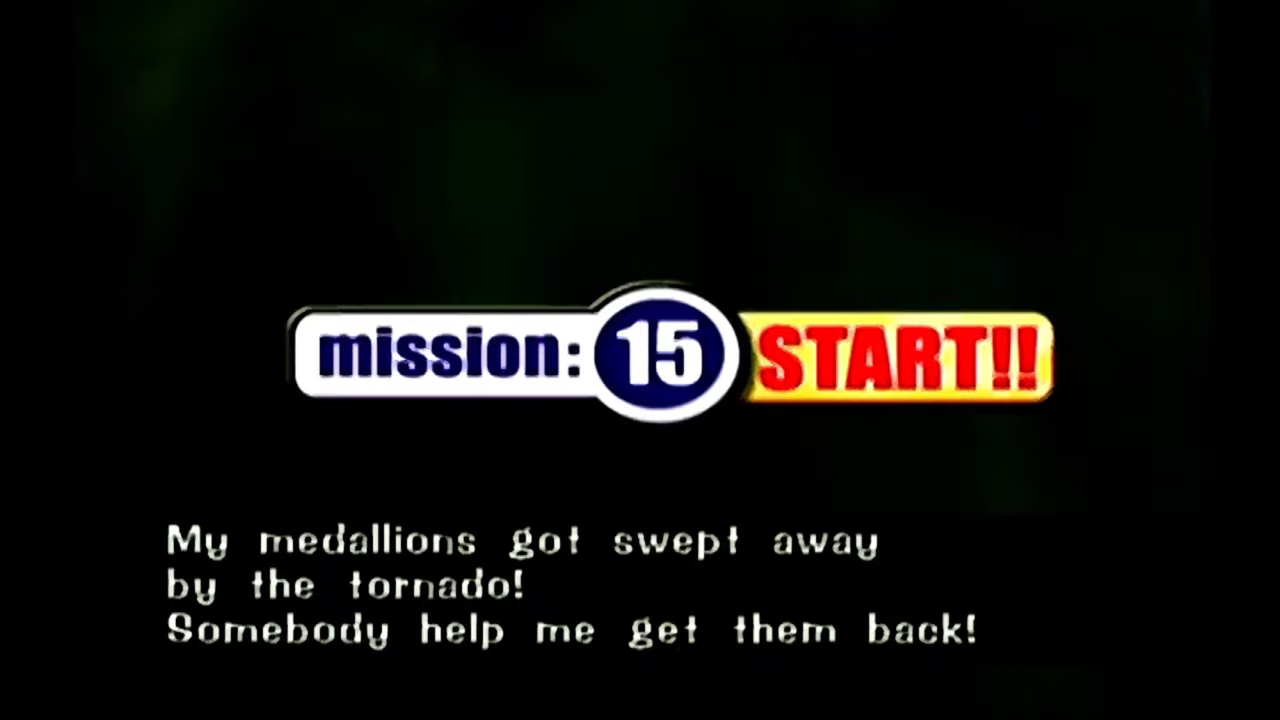 mission: 15 START!!
My medallions got swept away
by the tornado!
Somebody help me get them back!